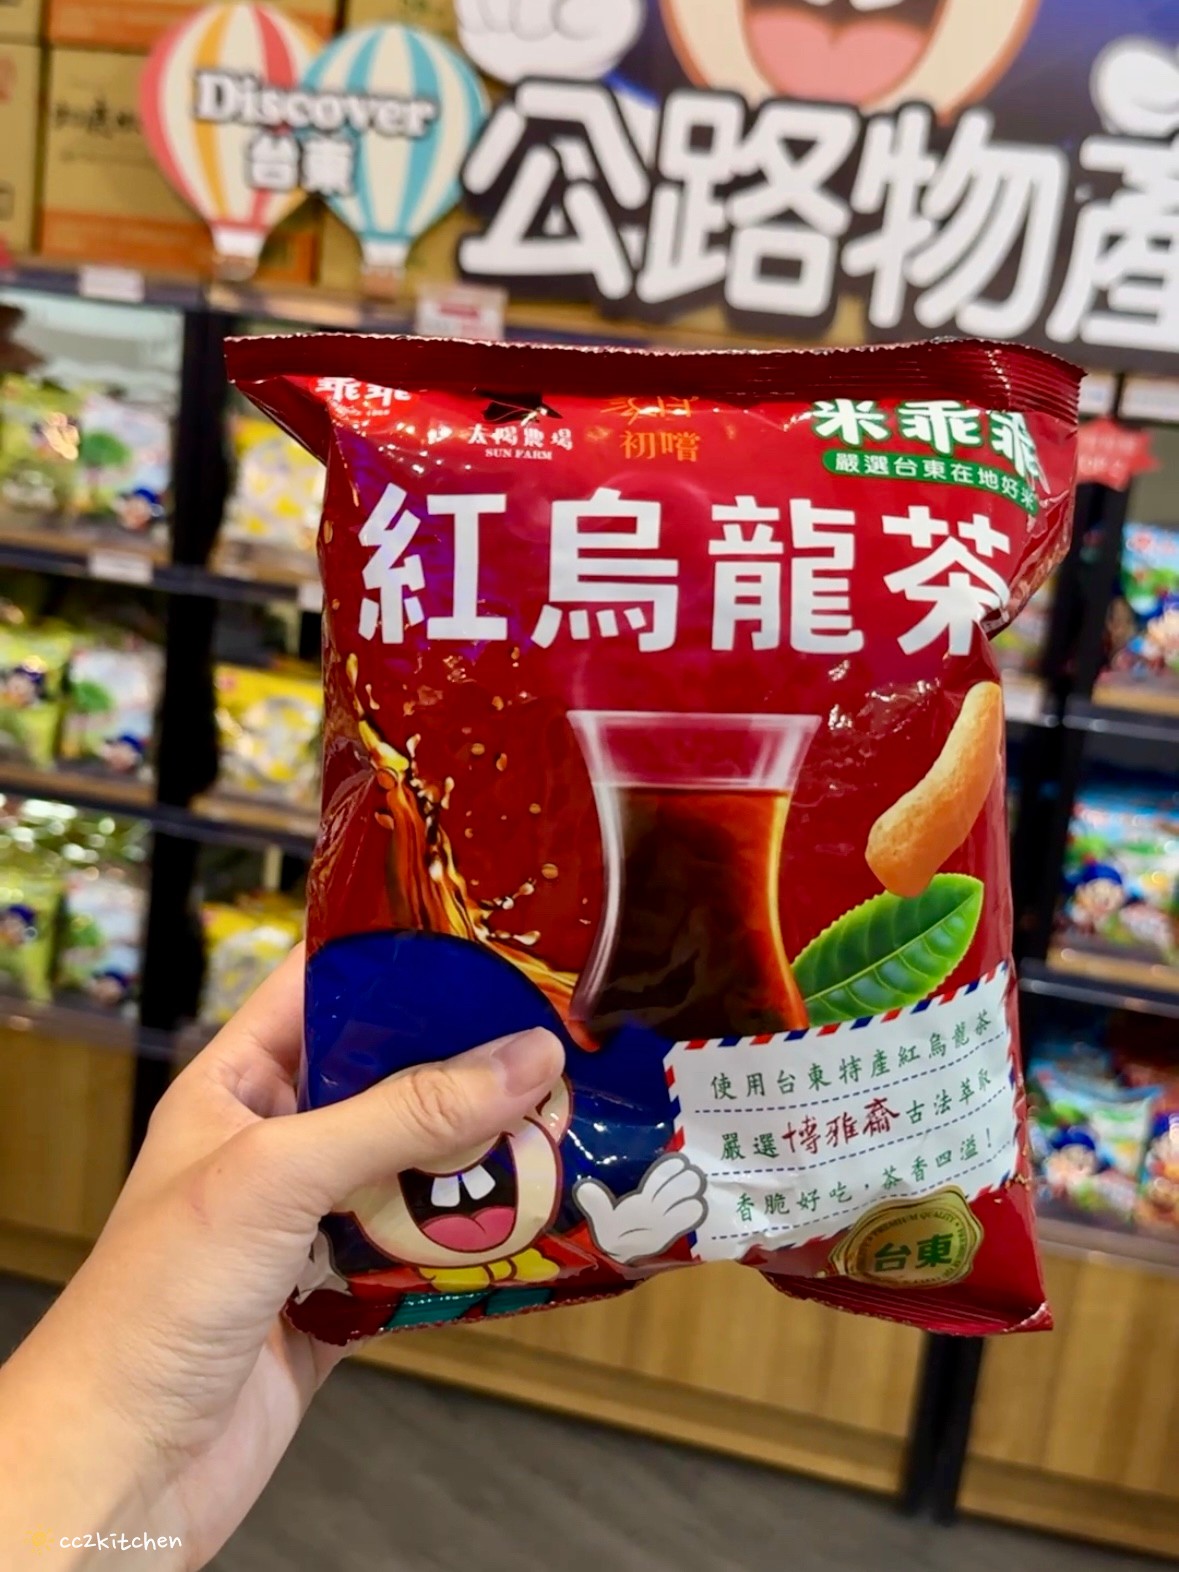 Discover
台東
公路物產
乖乖
太陽農場
SUN FARM
初嚐
米乖乖
嚴選台東在地好米
紅烏龍茶
使用台東特產紅烏龍茶
嚴選博雅齋古法萃取
香脆好吃，茶香四溢！
PREMIUM QUALITY
台東
cc2kitchen